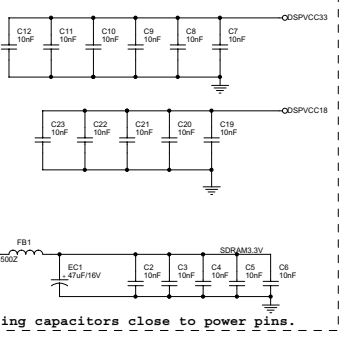 DSPVCC33
C12 C11 C10 C9 C8 C7
10nF 10nF 10nF 10nF 10nF 10nF
DSPVCC18
C23 C22 C21 C20 C19
10nF 10nF 10nF 10nF 10nF
FB1
500Z
SDRAM3.3V
EC1 C2 C3 C4 C5 C6
+ 47uF/16V 10nF 10nF 10nF 10nF 10nF
ing capacitors close to power pins.